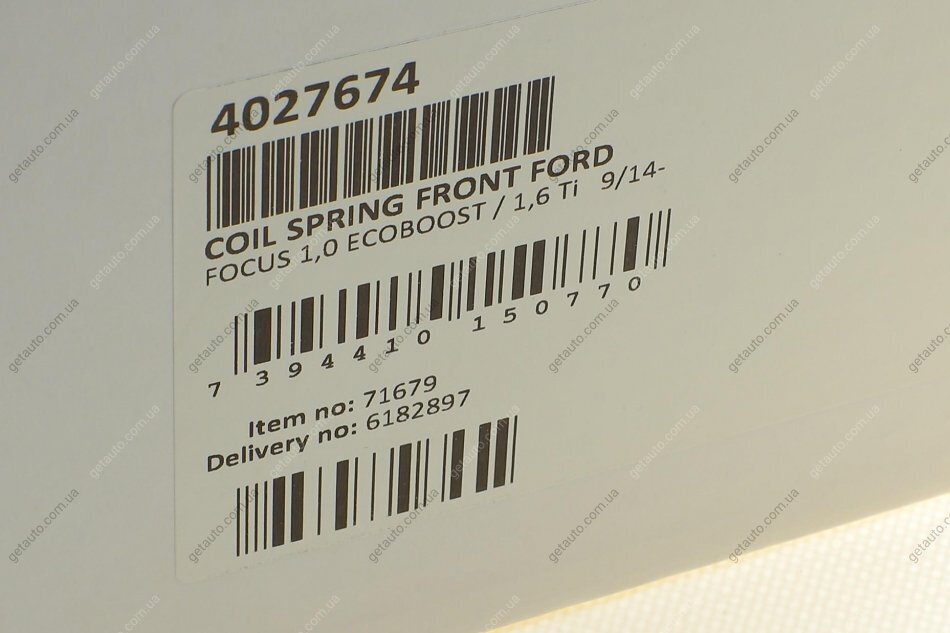 4027674
COIL SPRING FRONT FORD
FOCUS 1,0 ECOBOOST / 1,6 Ti 9/14-
7 394410 150770
Item no: 71679
Delivery no: 6182897
getauto.com.ua